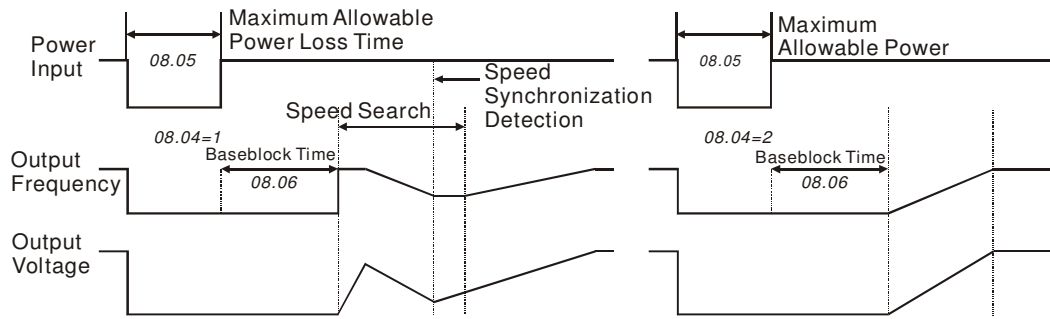 Power
Input
08.05
Maximum Allowable
Power Loss Time
Speed
Synchronization
Detection
Speed Search
08.05
Maximum
Allowable Power
Output
Frequency
08.04=1
Baseblock Time
08.06
08.04=2
Baseblock Time
08.06
Output
Voltage